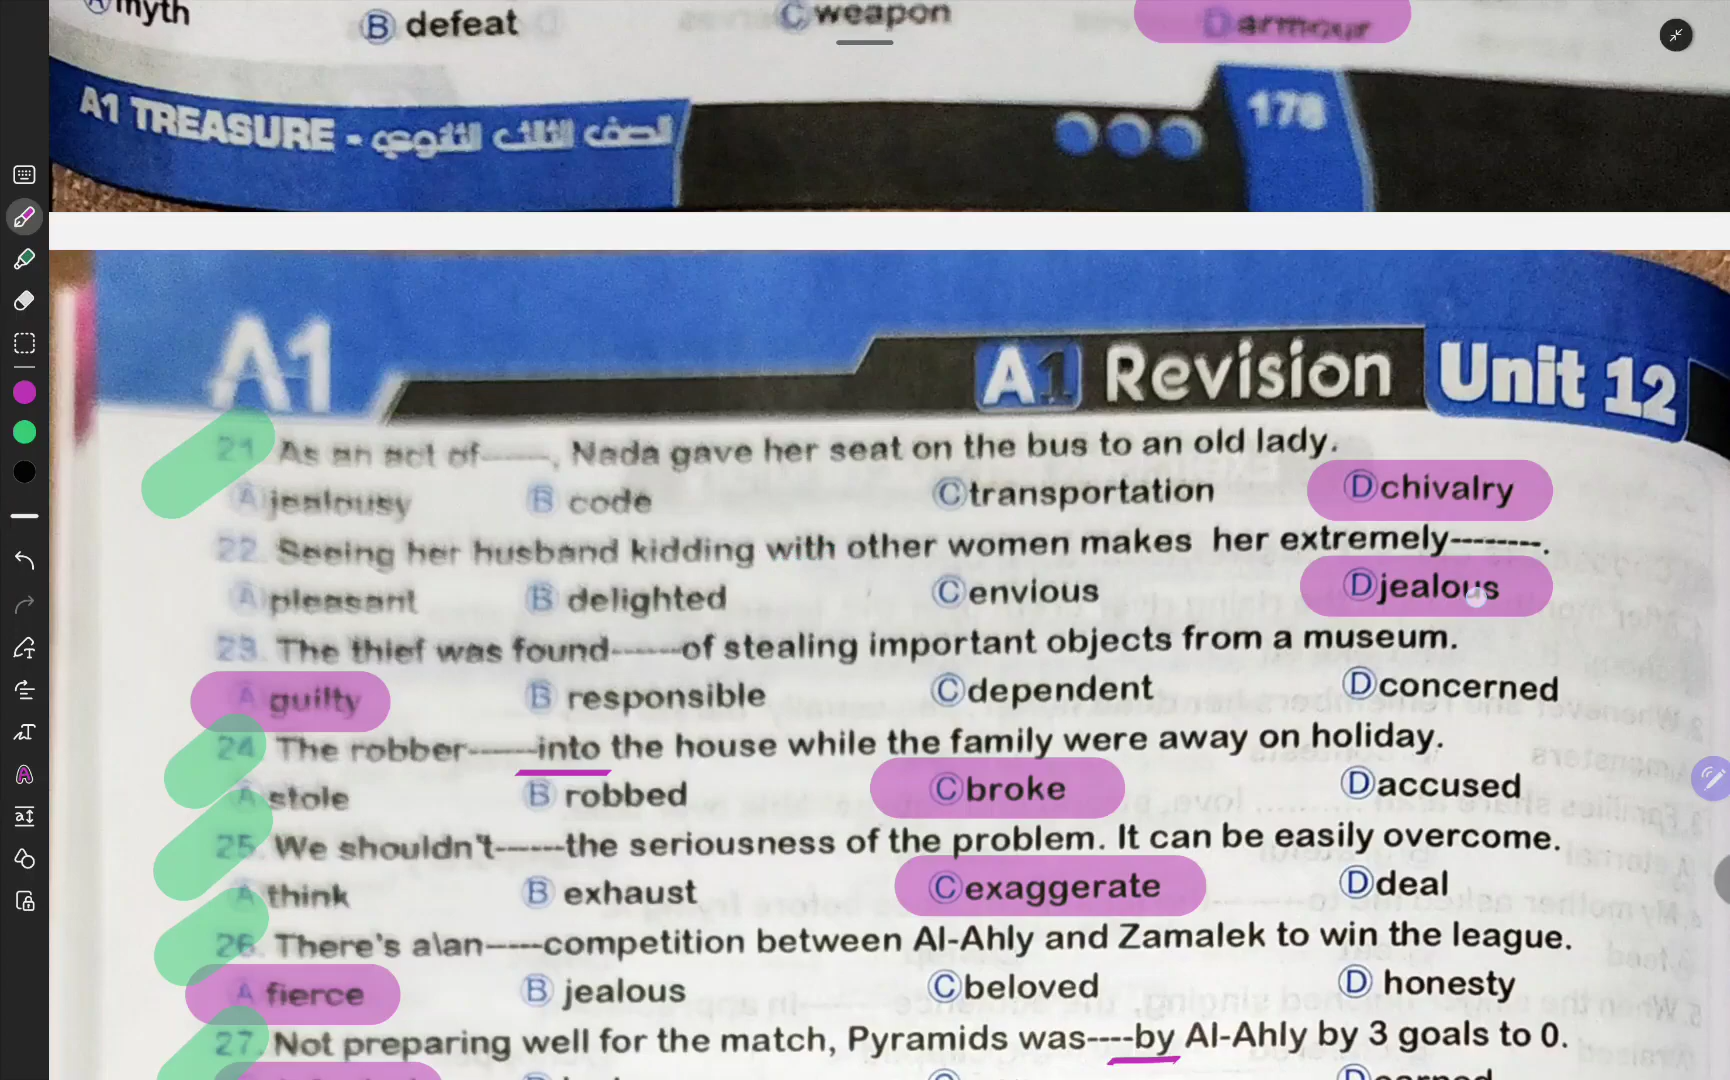 A myth B defeat C weapon D armour
A1 TREASURE - الصف الثالث الثانوي 178
A1 A1 Revision Unit 12
21. As an act of-----, Nada gave her seat on the bus to an old lady.
A jealousy B code C transportation D chivalry
22. Seeing her husband kidding with other women makes her extremely--------.
A pleasant B delighted C envious D jealous
23. The thief was found------of stealing important objects from a museum.
A guilty B responsible C dependent D concerned
24. The robber------into the house while the family were away on holiday.
A stole B robbed C broke D accused
25. We shouldn't------the seriousness of the problem. It can be easily overcome.
A think B exhaust C exaggerate D deal
26. There's a\an-----competition between Al-Ahly and Zamalek to win the league.
A fierce B jealous C beloved D honesty
27. Not preparing well for the match, Pyramids was----by Al-Ahly by 3 goals to 0.